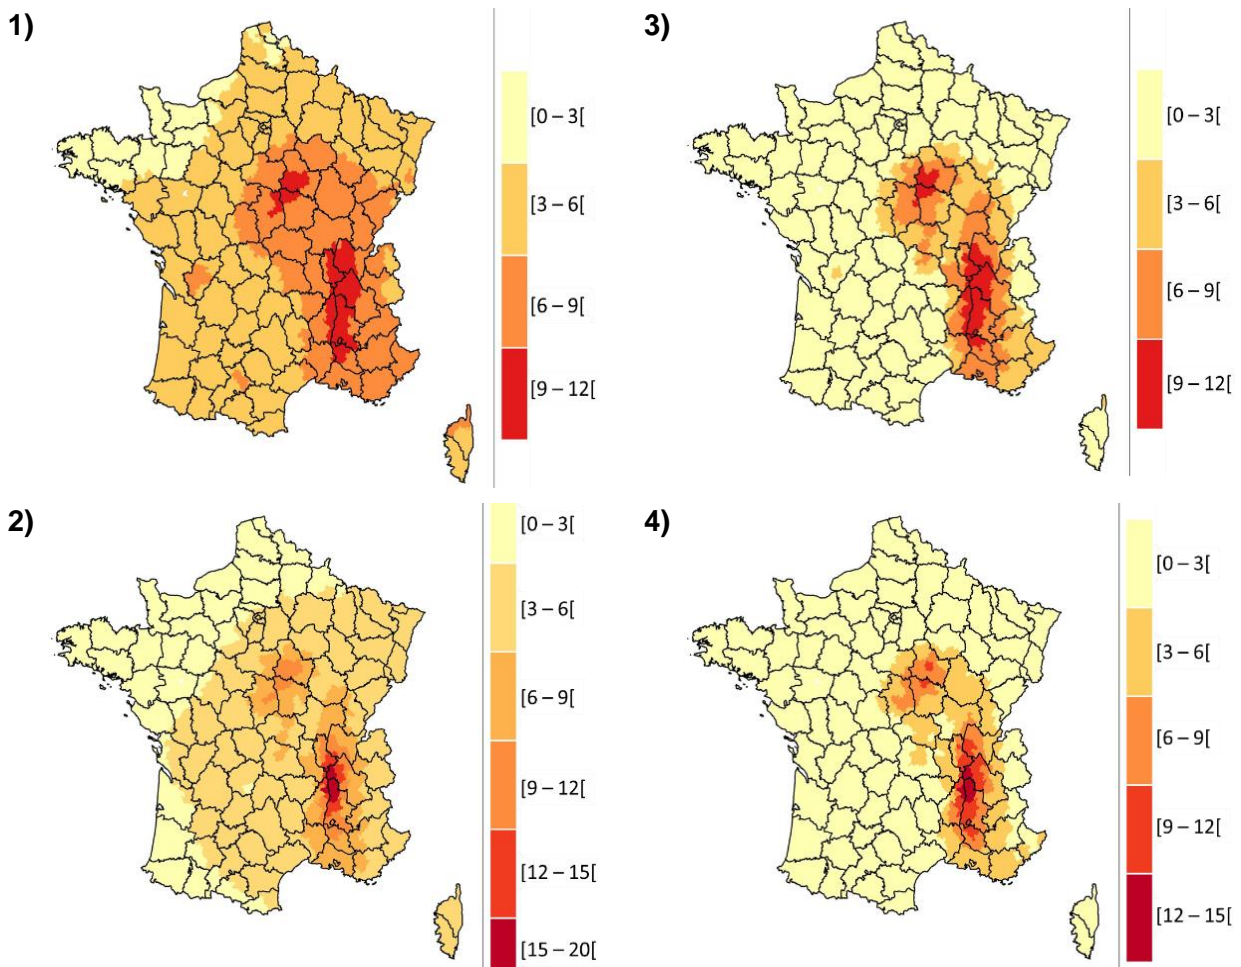 1)
[0 – 3[
[3 – 6[
[6 – 9[
[9 – 12[
3)
[0 – 3[
[3 – 6[
[6 – 9[
[9 – 12[
2)
[0 – 3[
[3 – 6[
[6 – 9[
[9 – 12[
[12 – 15[
[15 – 20[
4)
[0 – 3[
[3 – 6[
[6 – 9[
[9 – 12[
[12 – 15[